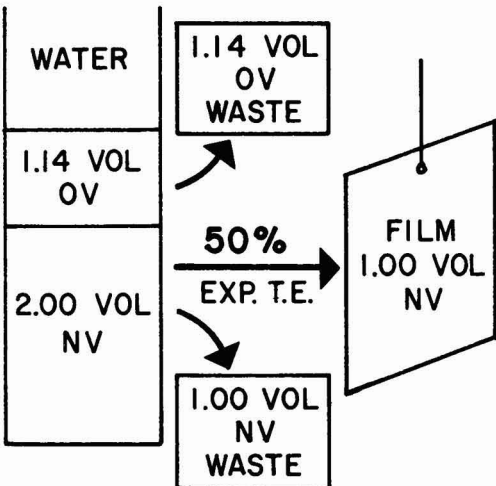 WATER
1.14 VOL
OV
2.00 VOL
NV
1.14 VOL
OV
WASTE
50%
EXP. T.E.
1.00 VOL
NV
WASTE
FILM
1.00 VOL
NV